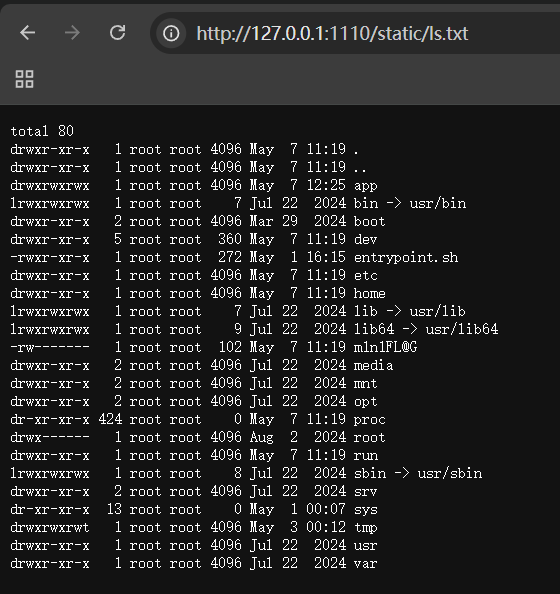 http://127.0.0.1:1110/static/ls.txt
total 80
drwxr-xr-x   1 root root 4096 May  7 11:19 .
drwxr-xr-x   1 root root 4096 May  7 11:19 ..
drwxrwxrwx   1 root root 4096 May  7 12:25 app
lrwxrwxrwx   1 root root    7 Jul 22  2024 bin -> usr/bin
drwxr-xr-x   2 root root 4096 Mar 29  2024 boot
drwxr-xr-x   5 root root  360 May  7 11:19 dev
-rwxr-xr-x   1 root root  272 May  1 16:15 entrypoint.sh
drwxr-xr-x   1 root root 4096 May  7 11:19 etc
drwxr-xr-x   1 root root 4096 May  7 11:19 home
lrwxrwxrwx   1 root root    7 Jul 22  2024 lib -> usr/lib
lrwxrwxrwx   1 root root    9 Jul 22  2024 lib64 -> usr/lib64
-rw-------   1 root root  102 May  7 11:19 m1n1FL@G
drwxr-xr-x   2 root root 4096 Jul 22  2024 media
drwxr-xr-x   2 root root 4096 Jul 22  2024 mnt
drwxr-xr-x   2 root root 4096 Jul 22  2024 opt
dr-xr-xr-x 424 root root    0 May  7 11:19 proc
drwx------   1 root root 4096 Aug  2  2024 root
drwxr-xr-x   1 root root 4096 May  7 11:19 run
lrwxrwxrwx   1 root root    8 Jul 22  2024 sbin -> usr/sbin
drwxr-xr-x   2 root root 4096 Jul 22  2024 srv
dr-xr-xr-x  13 root root    0 May  1 00:07 sys
drwxrwxrwt   1 root root 4096 May  3 00:12 tmp
drwxr-xr-x   1 root root 4096 Jul 22  2024 usr
drwxr-xr-x   1 root root 4096 Jul 22  2024 var